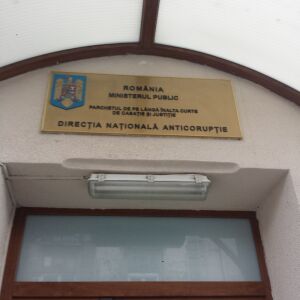 ROMÂNIA
MINISTERUL PUBLIC
PARCHETUL DE PE LÂNGĂ ÎNALTA CURTE
DE CASAȚIE ȘI JUSTIȚIE
DIRECȚIA NAȚIONALĂ ANTICORUPȚIE